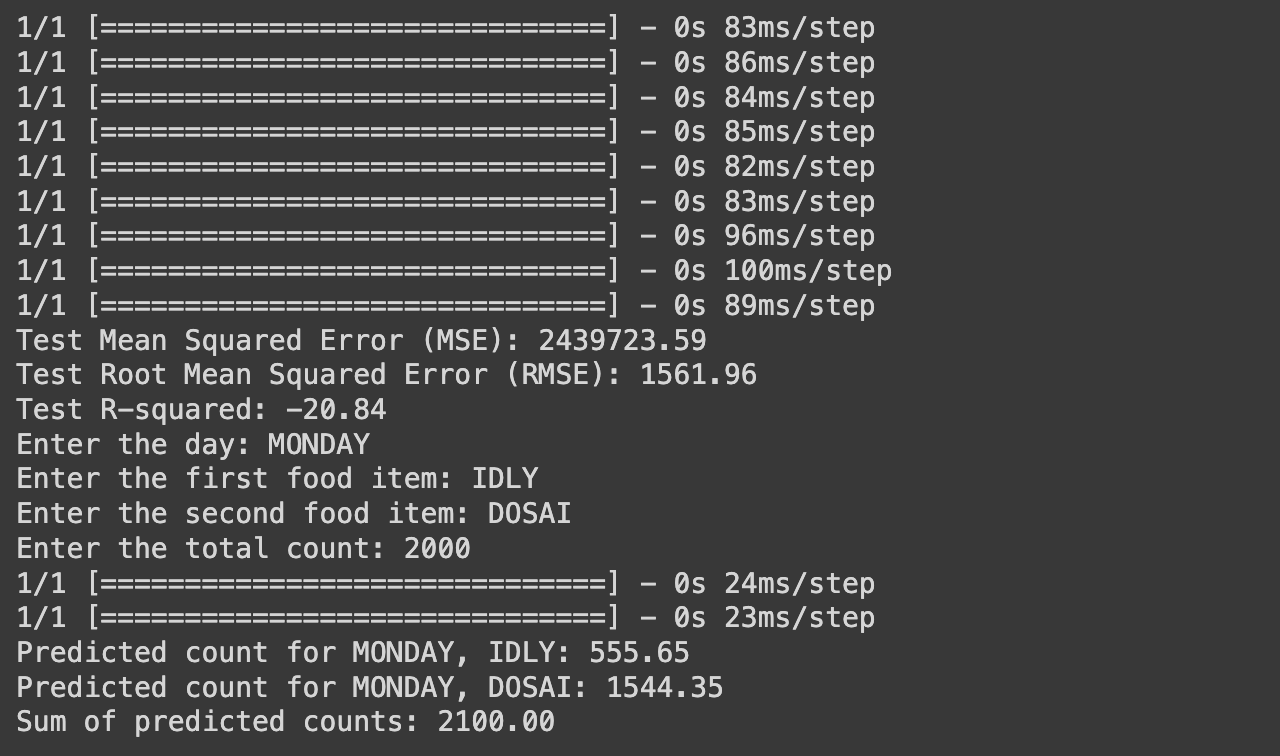 1/1 [==============================] - 0s 83ms/step
1/1 [==============================] - 0s 86ms/step
1/1 [==============================] - 0s 84ms/step
1/1 [==============================] - 0s 85ms/step
1/1 [==============================] - 0s 82ms/step
1/1 [==============================] - 0s 83ms/step
1/1 [==============================] - 0s 96ms/step
1/1 [==============================] - 0s 100ms/step
1/1 [==============================] - 0s 89ms/step
Test Mean Squared Error (MSE): 2439723.59
Test Root Mean Squared Error (RMSE): 1561.96
Test R-squared: -20.84
Enter the day: MONDAY
Enter the first food item: IDLY
Enter the second food item: DOSAI
Enter the total count: 2000
1/1 [==============================] - 0s 24ms/step
1/1 [==============================] - 0s 23ms/step
Predicted count for MONDAY, IDLY: 555.65
Predicted count for MONDAY, DOSAI: 1544.35
Sum of predicted counts: 2100.00